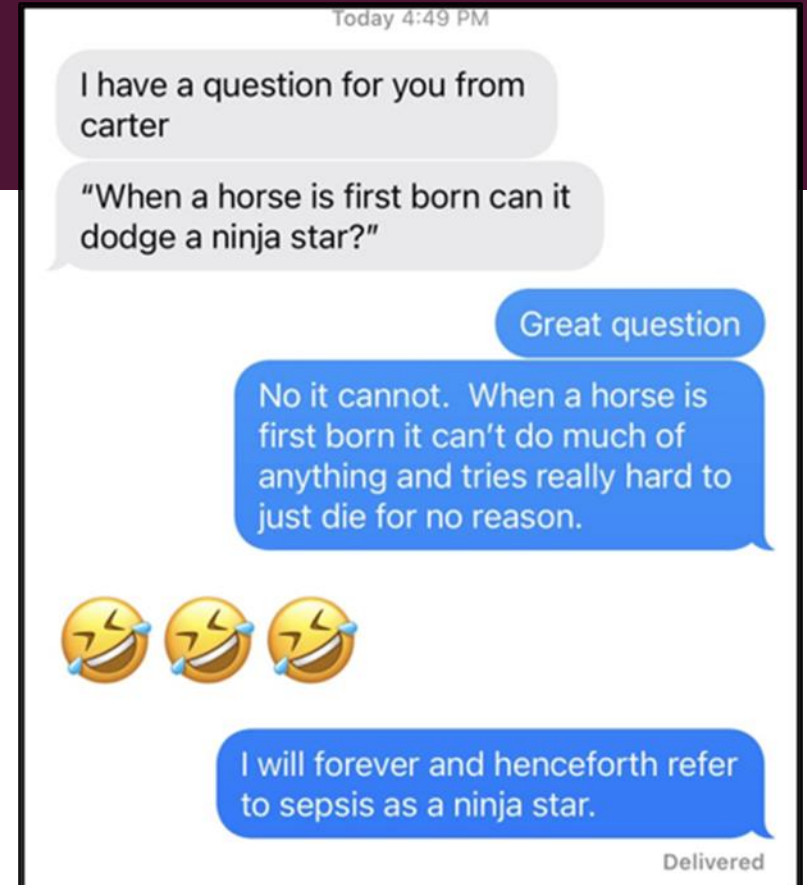 Today 4:49 PM
I have a question for you from
carter
“When a horse is first born can it
dodge a ninja star?”
Great question
No it cannot.  When a horse is
first born it can’t do much of
anything and tries really hard to
just die for no reason.
🤣🤣🤣
I will forever and henceforth refer
to sepsis as a ninja star.
Delivered